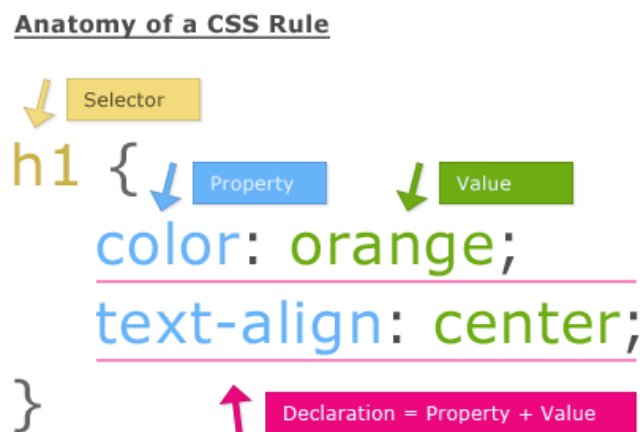 Anatomy of a CSS Rule
Selector
h1 {
Property
Value
color: orange;
text-align: center;
}
Declaration = Property + Value